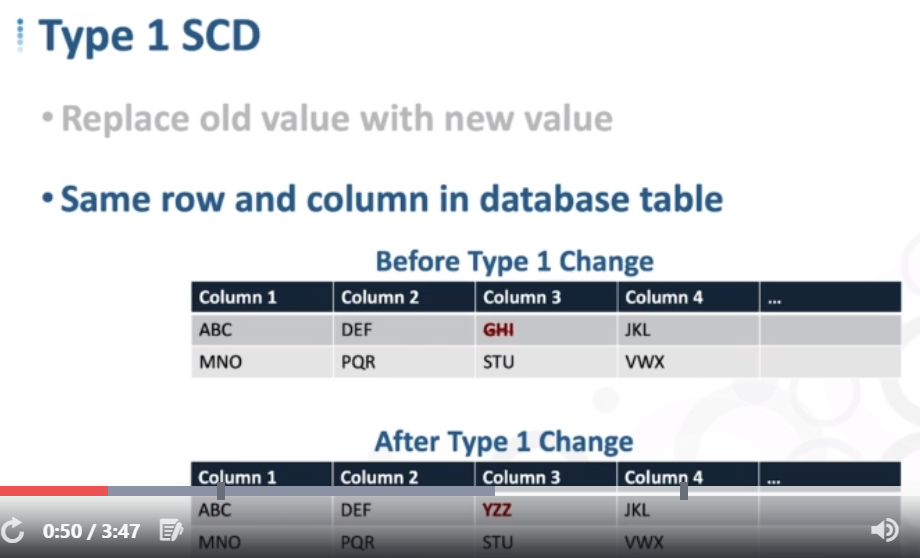 Type 1 SCD
• Replace old value with new value
• Same row and column in database table
Before Type 1 Change
Column 1 Column 2 Column 3 Column 4 ...
ABC DEF GHI JKL
MNO PQR STU VWX
After Type 1 Change
Column 1 Column 2 Column 3 Column 4 ...
ABC DEF YZZ JKL
MNO PQR STU VWX
0:50 / 3:47